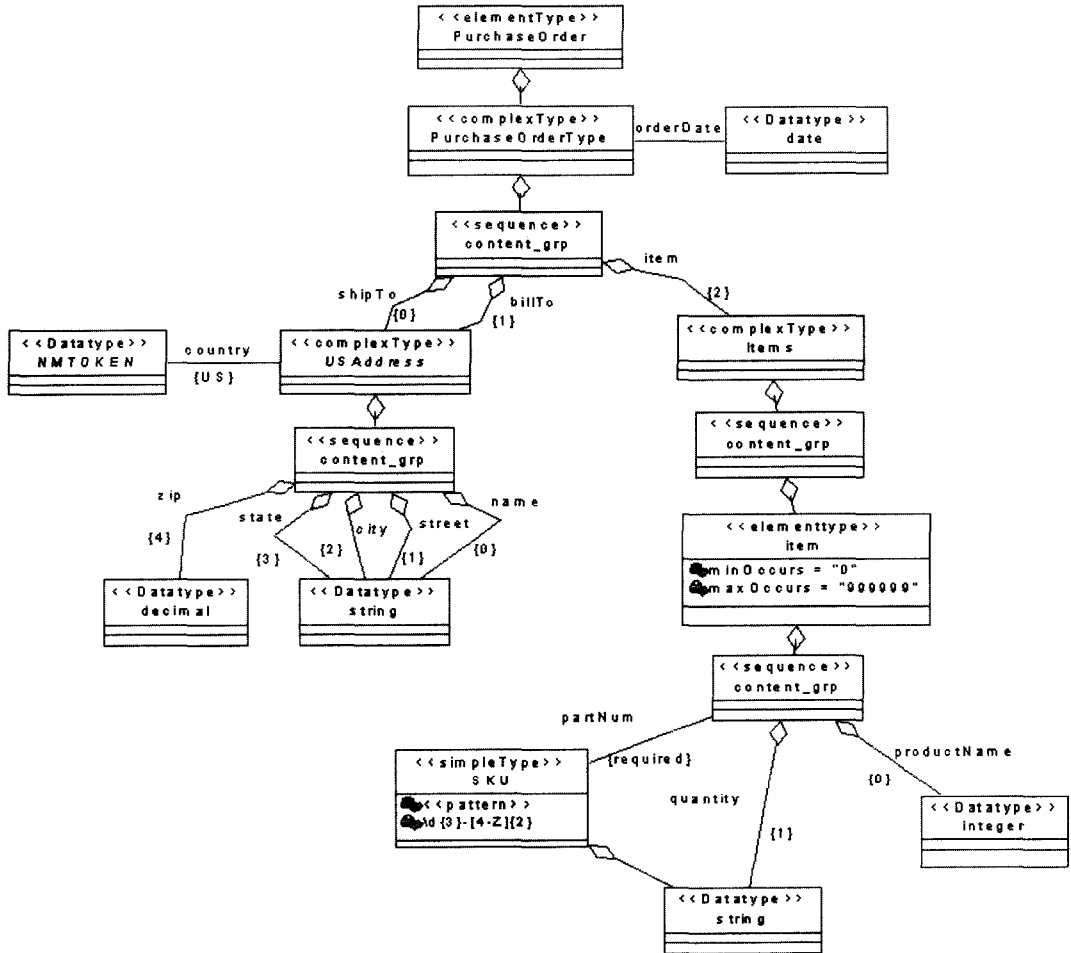 <<elementType>>
PurchaseOrder
<<complexType>>
PurchaseOrderType
orderDate
<<Datatype>>
date
<<sequence>>
content_grp
item
{2}
shipTo
{0}
billTo
{1}
<<Datatype>>
NMTOKEN
country
{US}
<<complexType>>
USAddress
<<complexType>>
Items
<<sequence>>
content_grp
<<sequence>>
content_grp
zip
{4}
state
{3}
city
{2}
street
{1}
name
{0}
<<elementtype>>
item
minOccurs = "0"
maxOccurs = "999999"
<<Datatype>>
decimal
<<Datatype>>
string
<<sequence>>
content_grp
partNum
{required}
productName
{0}
<<simpleType>>
SKU
<<pattern>>
\d{3}-[4-Z]{2}
quantity
{1}
<<Datatype>>
integer
<<Datatype>>
string